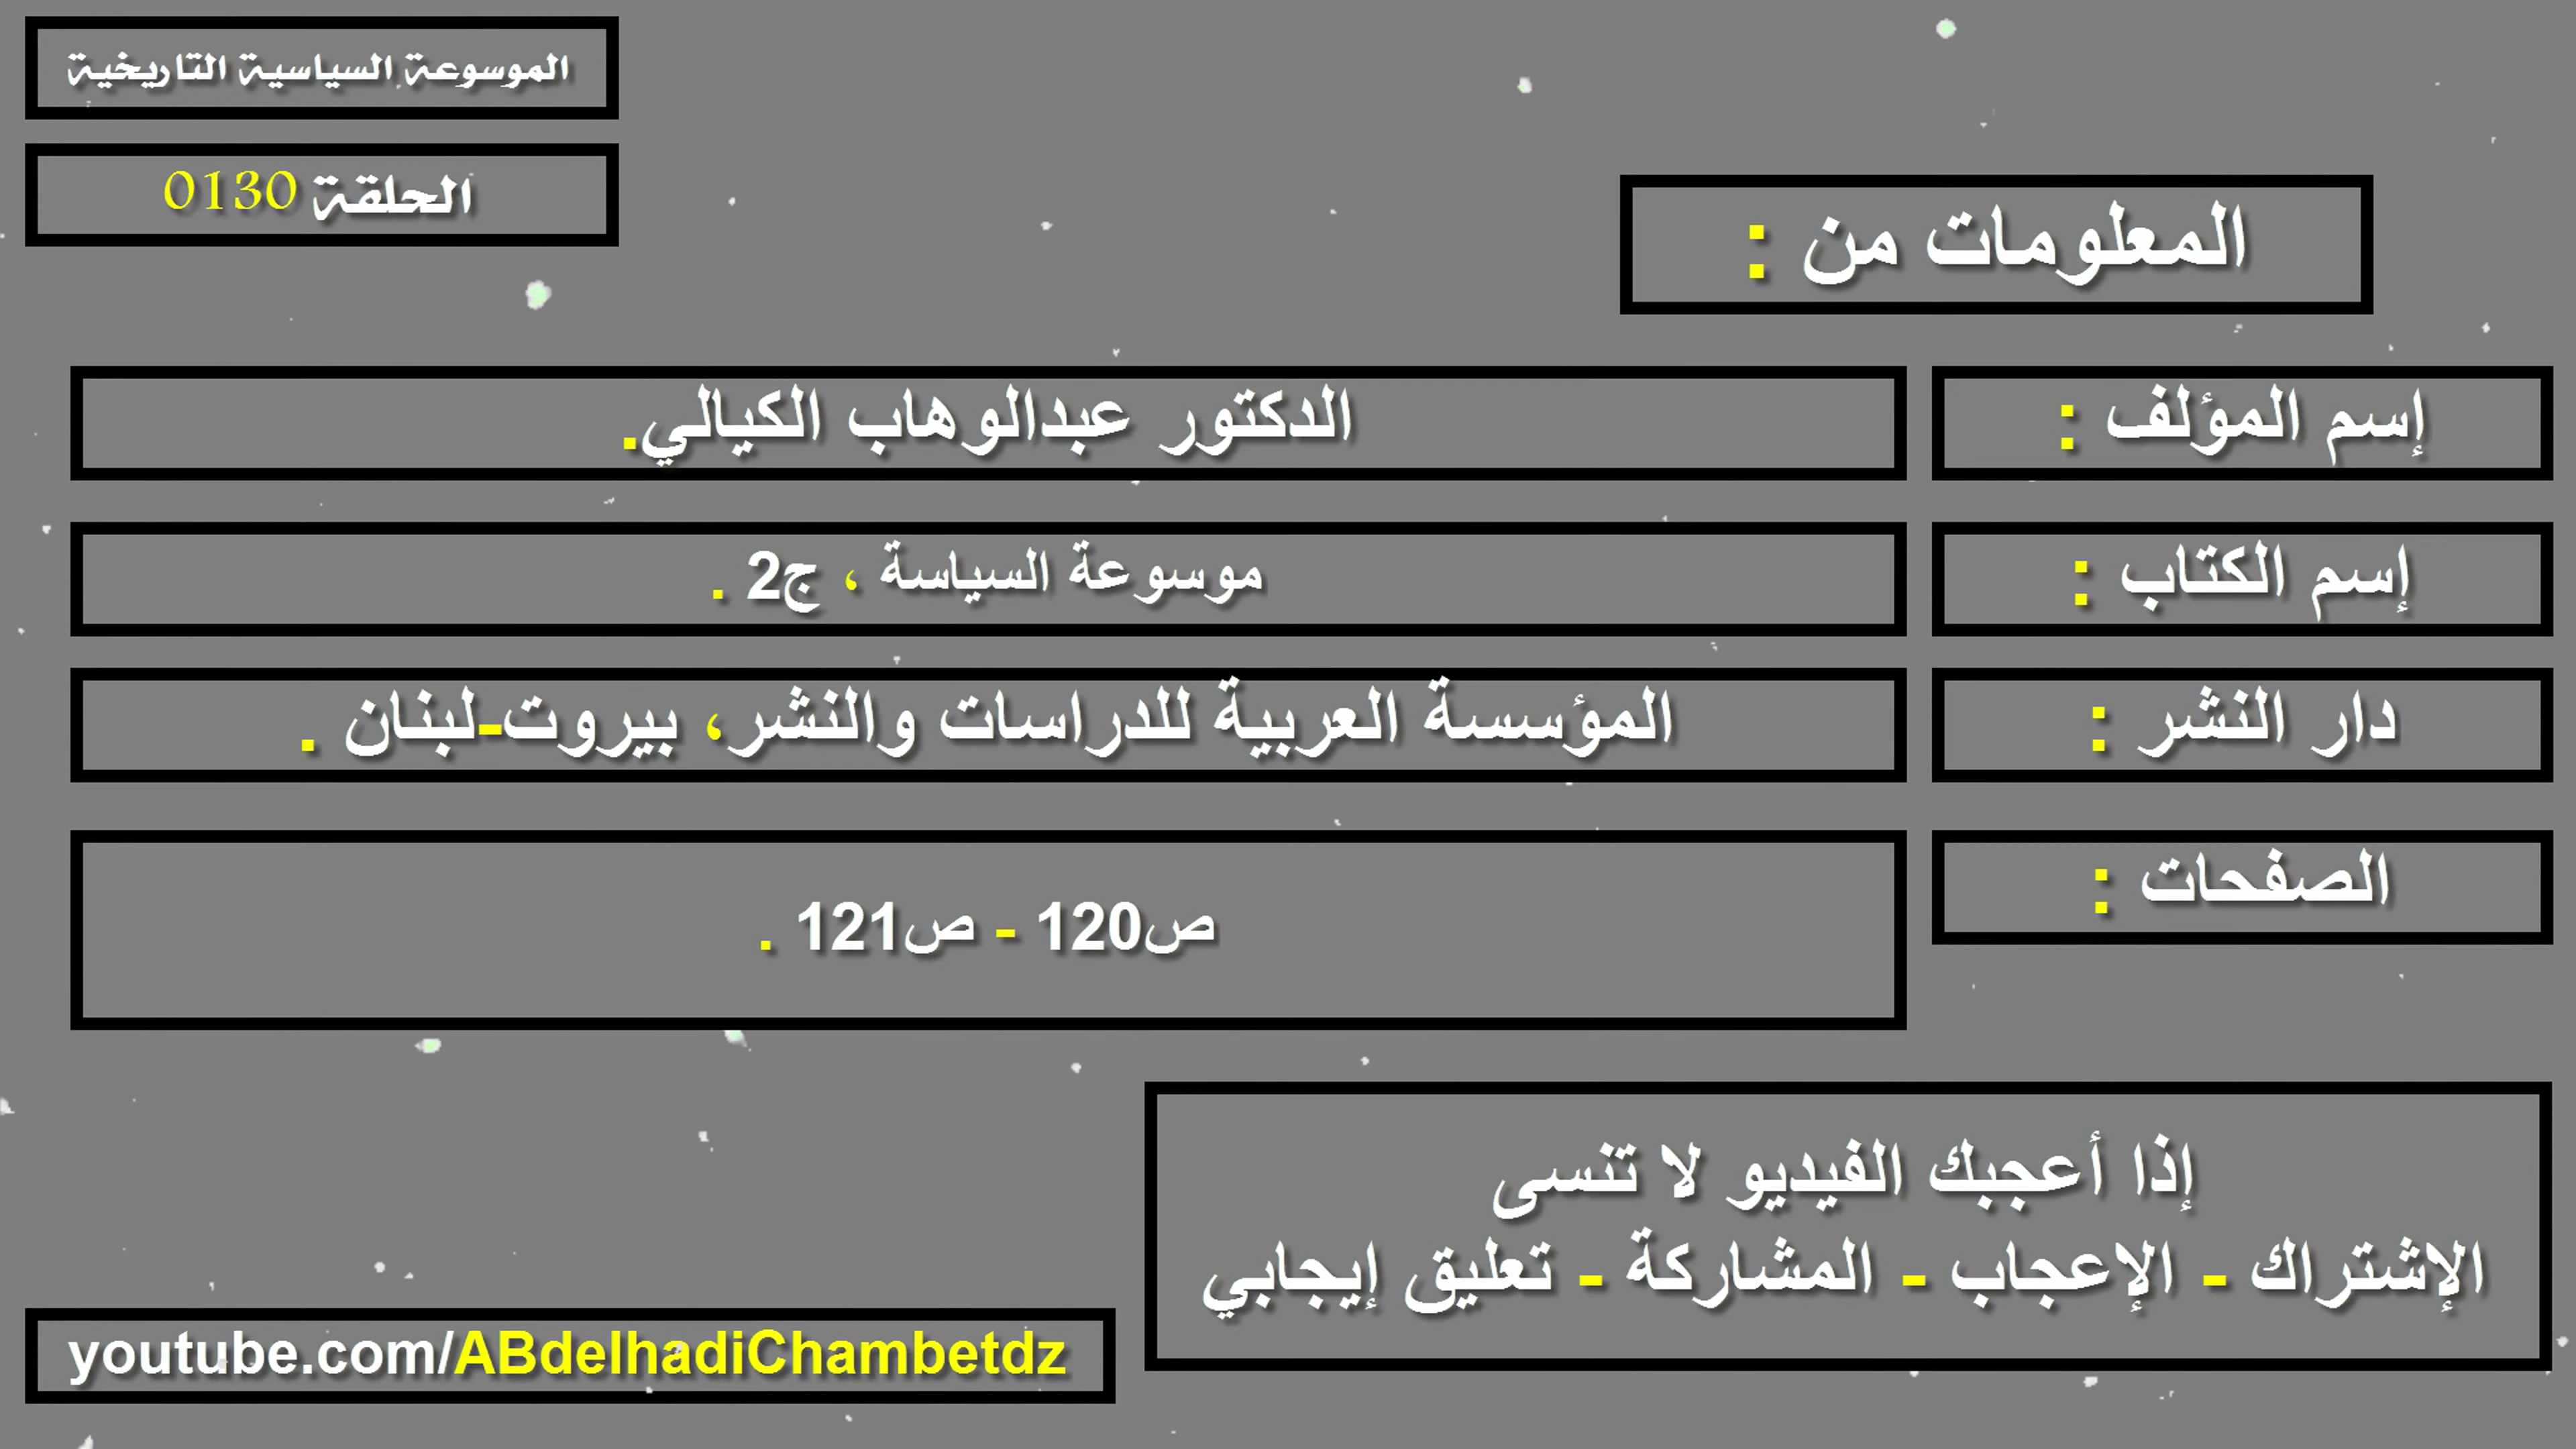 الموسوعة السياسية التاريخية
الحلقة 0130
المعلومات من :
إسم المؤلف :
الدكتور عبدالوهاب الكيالي.
إسم الكتاب :
موسوعة السياسة ، ج2 .
دار النشر :
المؤسسة العربية للدراسات والنشر، بيروت-لبنان .
الصفحات :
ص120 - ص121 .
إذا أعجبك الفيديو لا تنسى
الإشتراك - الإعجاب - المشاركة - تعليق إيجابي
youtube.com/ABdelhadiChambetdz